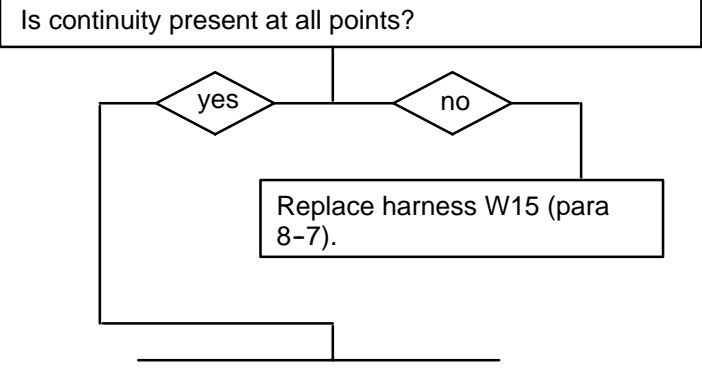 Is continuity present at all points?
yes
no
Replace harness W15 (para
8-7).